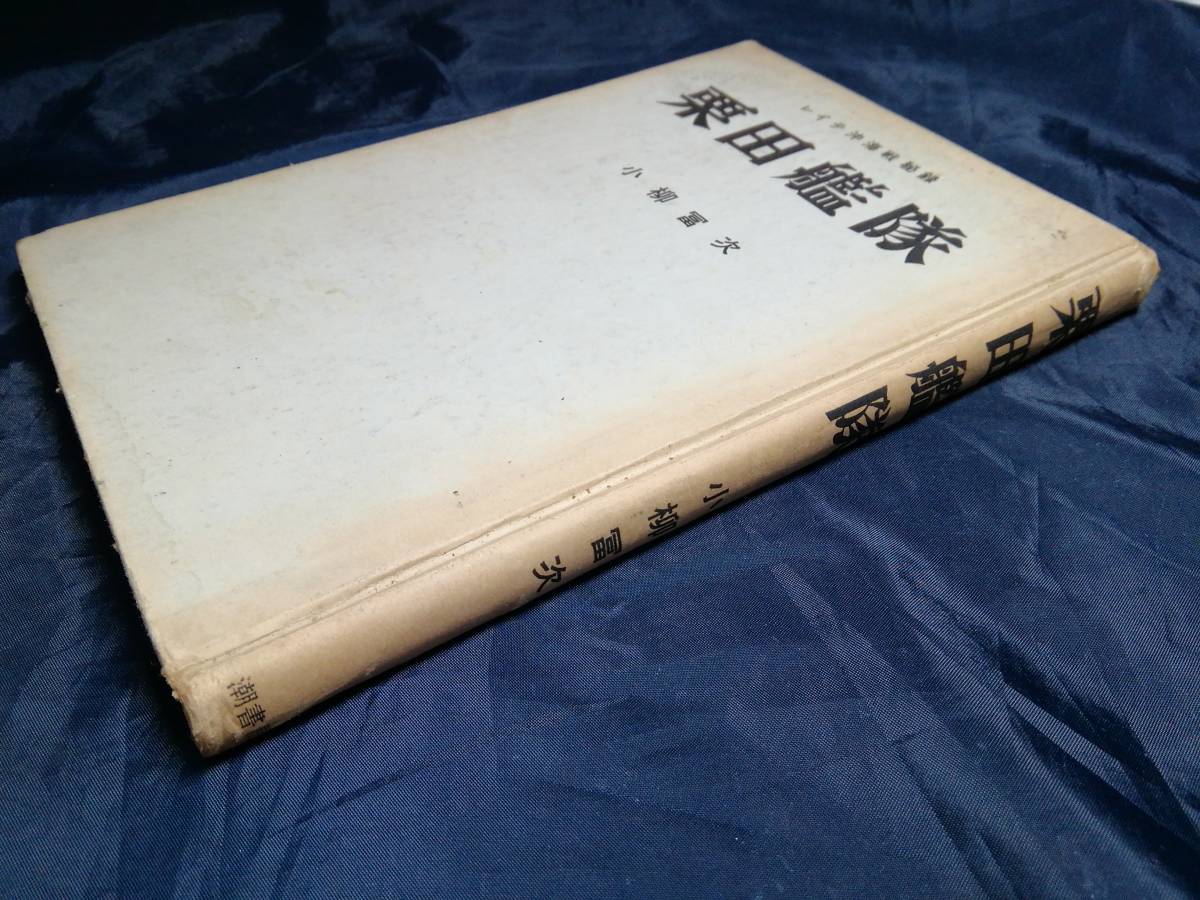 レイテ沖海戦秘録
栗田艦隊
小柳冨次
栗田艦隊
小柳冨次
潮書